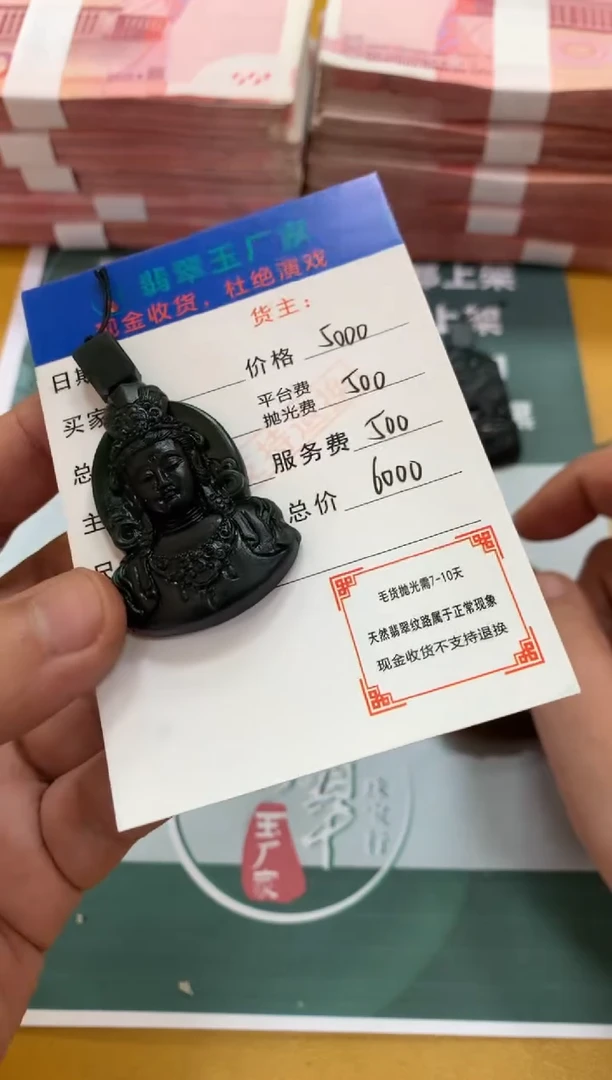 翡翠玉厂家
现金收货，杜绝演戏
货主：
日期
价格 5000
买家
平台费
抛光费 500
总
服务费 500
主
总价 6000
毛货抛光需7-10天
天然翡翠纹路属于正常现象
现金收货不支持退换
上架
上架
玉厂家